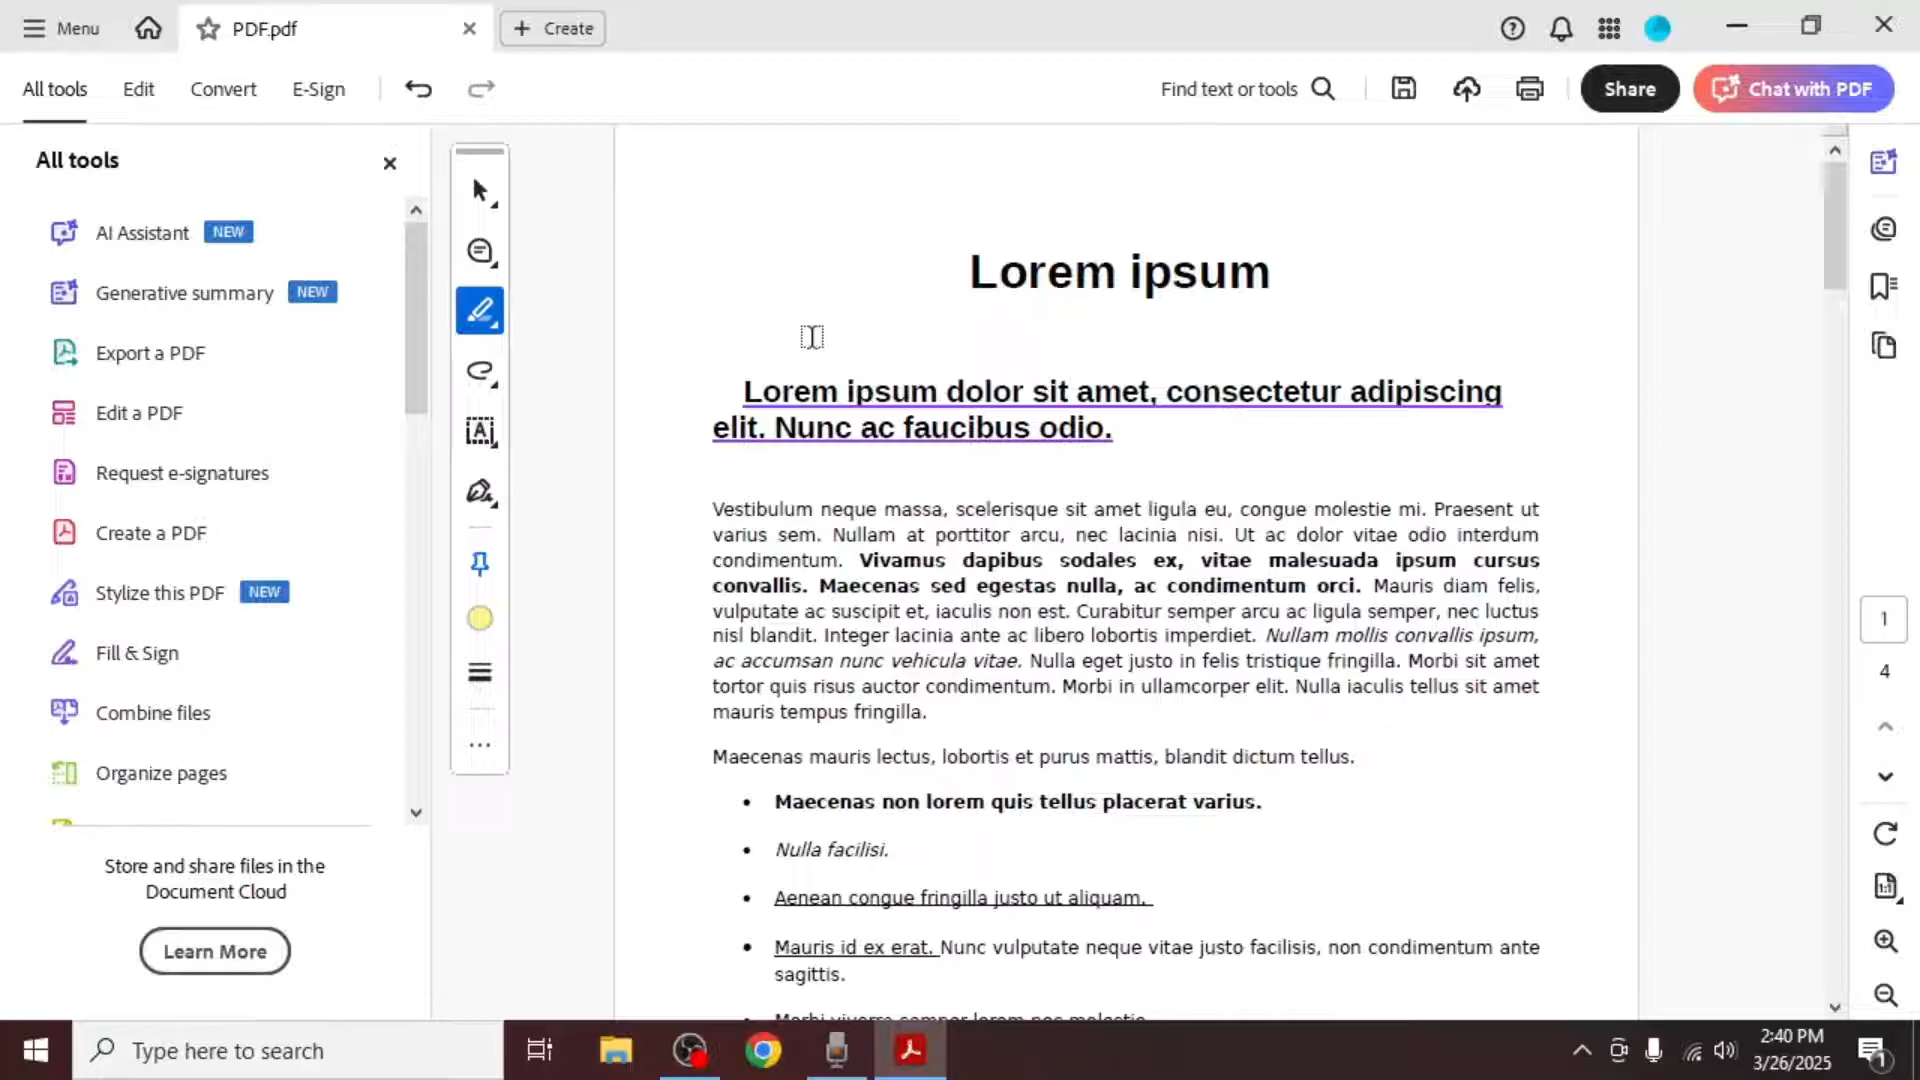 Menu
PDF.pdf
Create
All tools
Edit
Convert
E-Sign
Find text or tools
Share
Chat with PDF
All tools
AI Assistant NEW
Generative summary NEW
Export a PDF
Edit a PDF
Request e-signatures
Create a PDF
Stylize this PDF NEW
Fill & Sign
Combine files
Organize pages
Store and share files in the
Document Cloud
Learn More
Lorem ipsum
Lorem ipsum dolor sit amet, consectetur adipiscing
elit. Nunc ac faucibus odio.
Vestibulum neque massa, scelerisque sit amet ligula eu, congue molestie mi. Praesent ut
varius sem. Nullam at porttitor arcu, nec lacinia nisi. Ut ac dolor vitae odio interdum
condimentum. Vivamus dapibus sodales ex, vitae malesuada ipsum cursus
convallis. Maecenas sed egestas nulla, ac condimentum orci. Mauris diam felis,
vulputate ac suscipit et, iaculis non est. Curabitur semper arcu ac ligula semper, nec luctus
nisl blandit. Integer lacinia ante ac libero lobortis imperdiet. Nullam mollis convallis ipsum,
ac accumsan nunc vehicula vitae. Nulla eget justo in felis tristique fringilla. Morbi sit amet
tortor quis risus auctor condimentum. Morbi in ullamcorper elit. Nulla iaculis tellus sit amet
mauris tempus fringilla.
Maecenas mauris lectus, lobortis et purus mattis, blandit dictum tellus.
• Maecenas non lorem quis tellus placerat varius.
• Nulla facilisi.
• Aenean congue fringilla justo ut aliquam.
• Mauris id ex erat. Nunc vulputate neque vitae justo facilisis, non condimentum ante
sagittis.
• Morbi viverra semper lorem nec molestie.
1
4
Type here to search
2:40 PM
3/26/2025
1